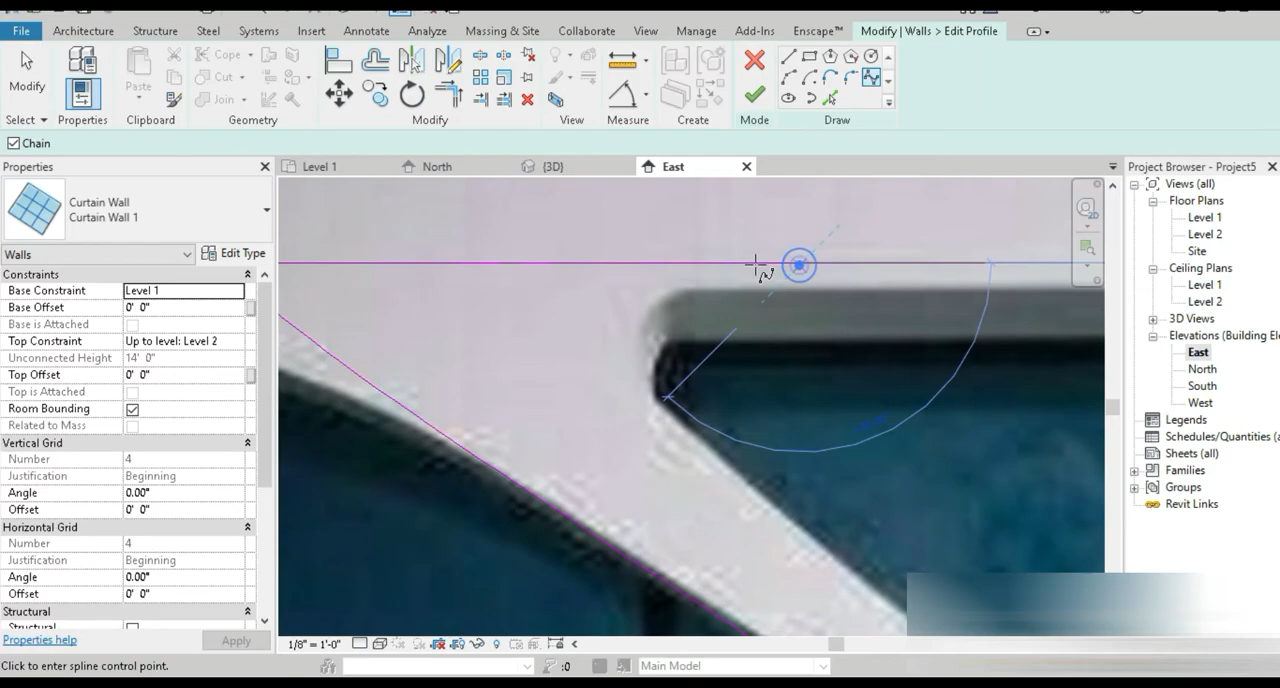 File Architecture Structure Steel Systems Insert Annotate Analyze Massing & Site Collaborate View Manage Add-Ins Enscape™ Modify | Walls > Edit Profile
Modify Paste Cope Cut Join
Select Properties Clipboard Geometry Modify View Measure Create Mode Draw
Chain
Properties
Level 1 North {3D} East
Project Browser - Project5
Curtain Wall
Curtain Wall 1
Walls Edit Type
Constraints
Base Constraint Level 1
Base Offset 0' 0"
Base is Attached
Top Constraint Up to level: Level 2
Unconnected Height 14' 0"
Top Offset 0' 0"
Top is Attached
Room Bounding
Related to Mass
Vertical Grid
Number 4
Justification Beginning
Angle 0.00°
Offset 0' 0"
Horizontal Grid
Number 4
Justification Beginning
Angle 0.00°
Offset 0' 0"
Structural
Properties help Apply
2D
Views (all)
Floor Plans
Level 1
Level 2
Site
Ceiling Plans
Level 1
Level 2
3D Views
Elevations (Building El
East
North
South
West
Legends
Schedules/Quantities (a
Sheets (all)
Families
Groups
Revit Links
1/8" = 1'-0"
Click to enter spline control point. :0 Main Model